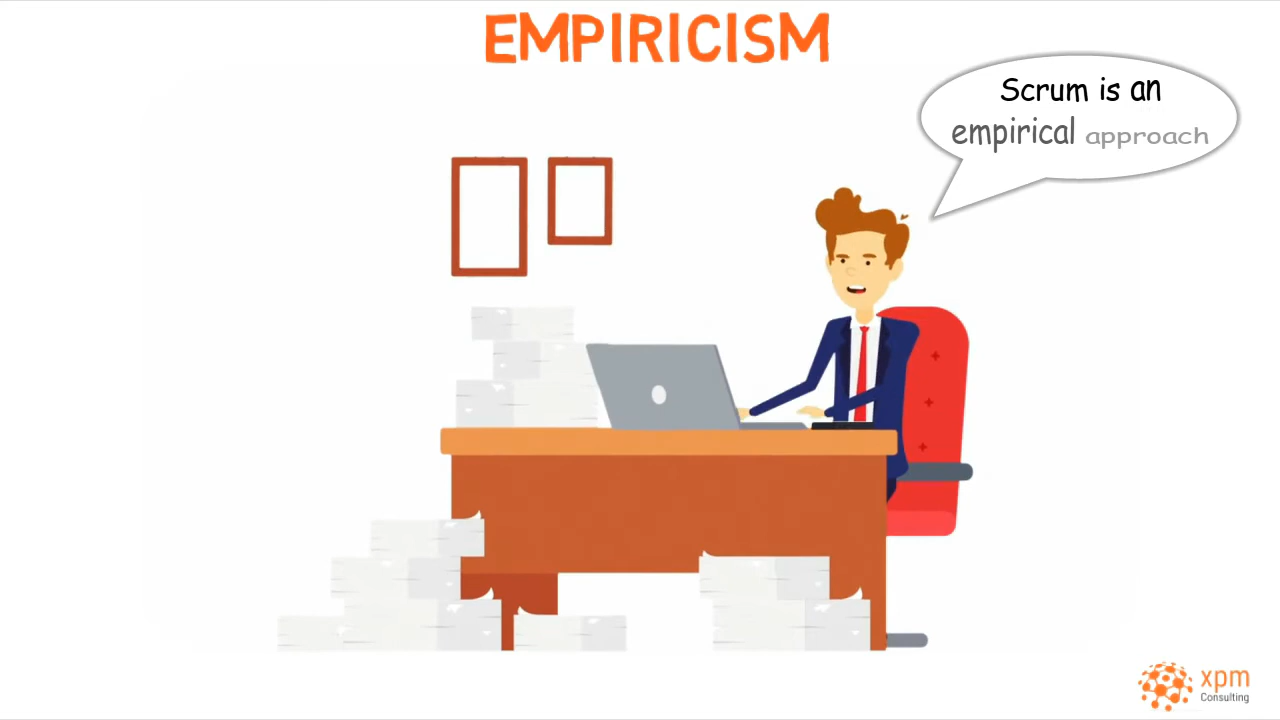 EMPIRICISM
Scrum is an
empirical approach
xpm
Consulting